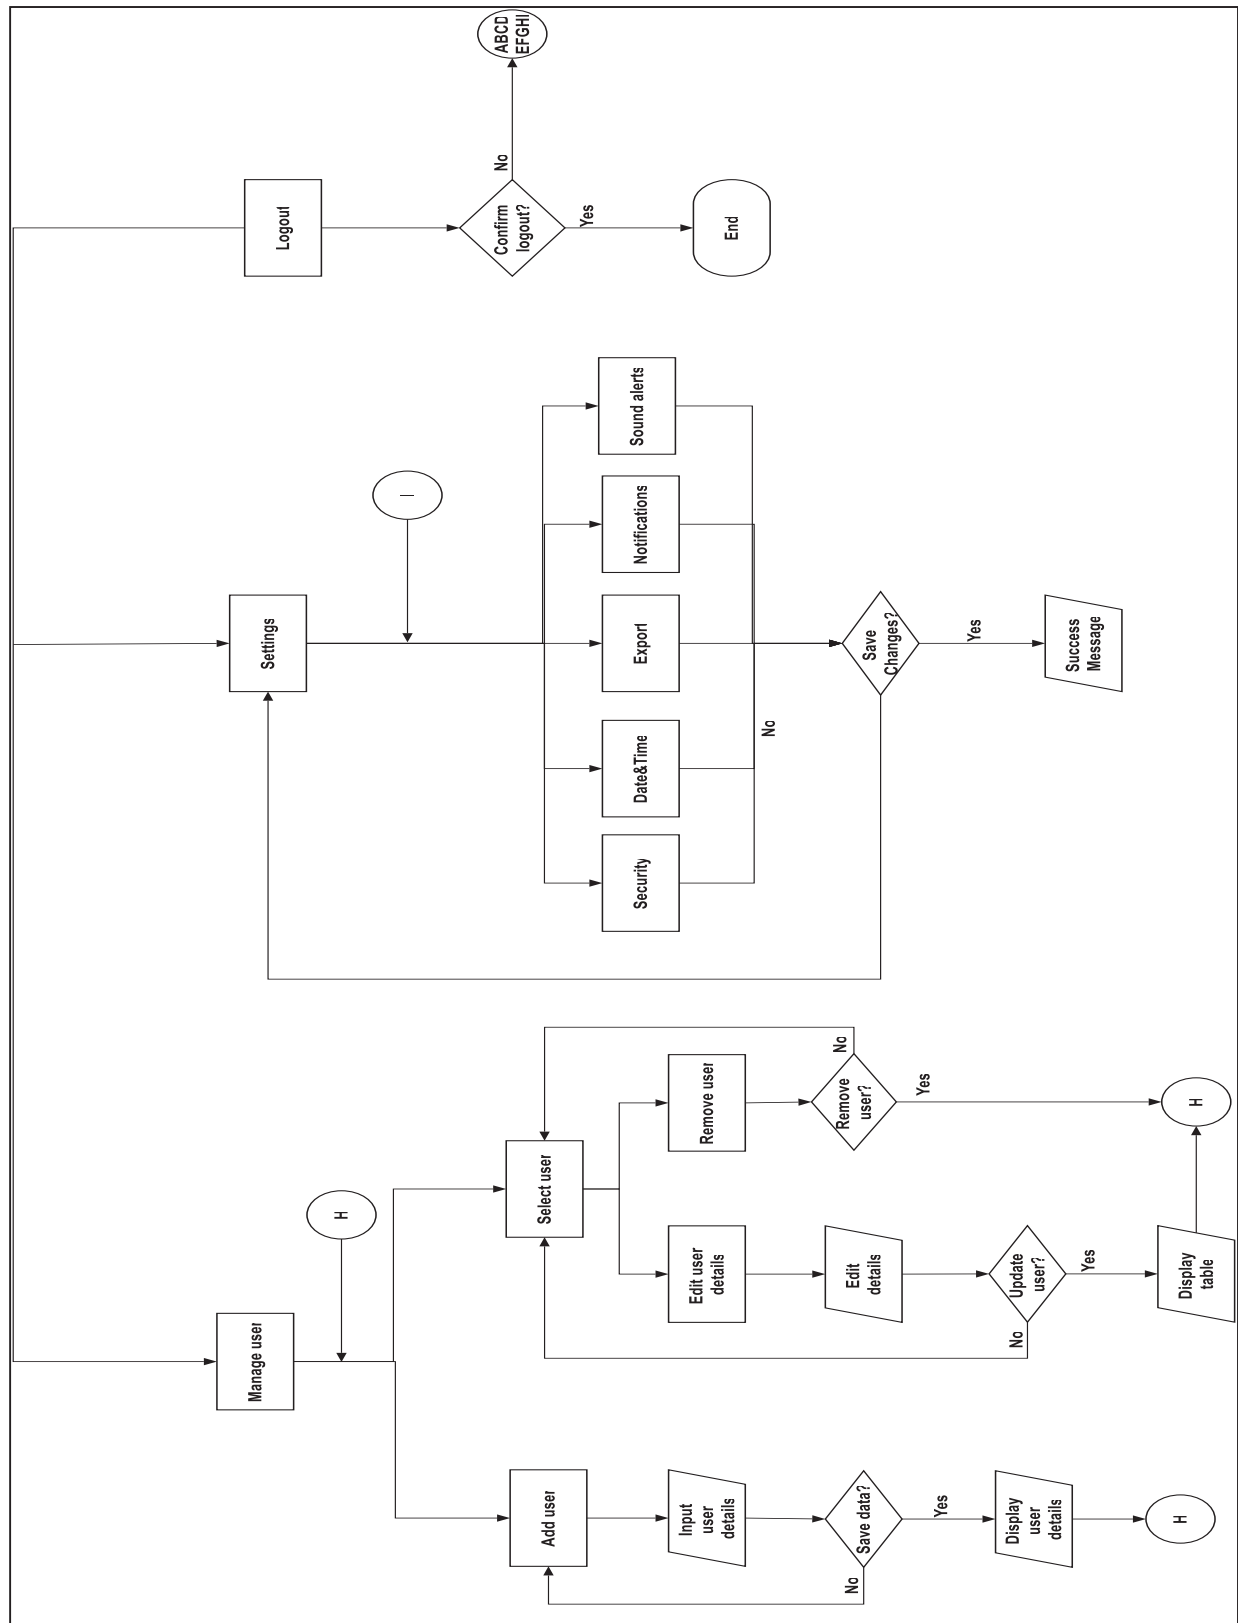 Manage user
Settings
Logout
H
I
Add user
Select user
Confirm
logout?
No
ABCD
EFGHI
Yes
End
Input
user
details
Edit user
details
Remove user
Security
Date&Time
Export
Notifications
Sound alerts
No
Save data?
No
Yes
Edit
details
Remove
user?
No
Yes
Save
Changes?
Yes
Success
Message
Display
user
details
Update
user?
No
Yes
H
Display
table
H